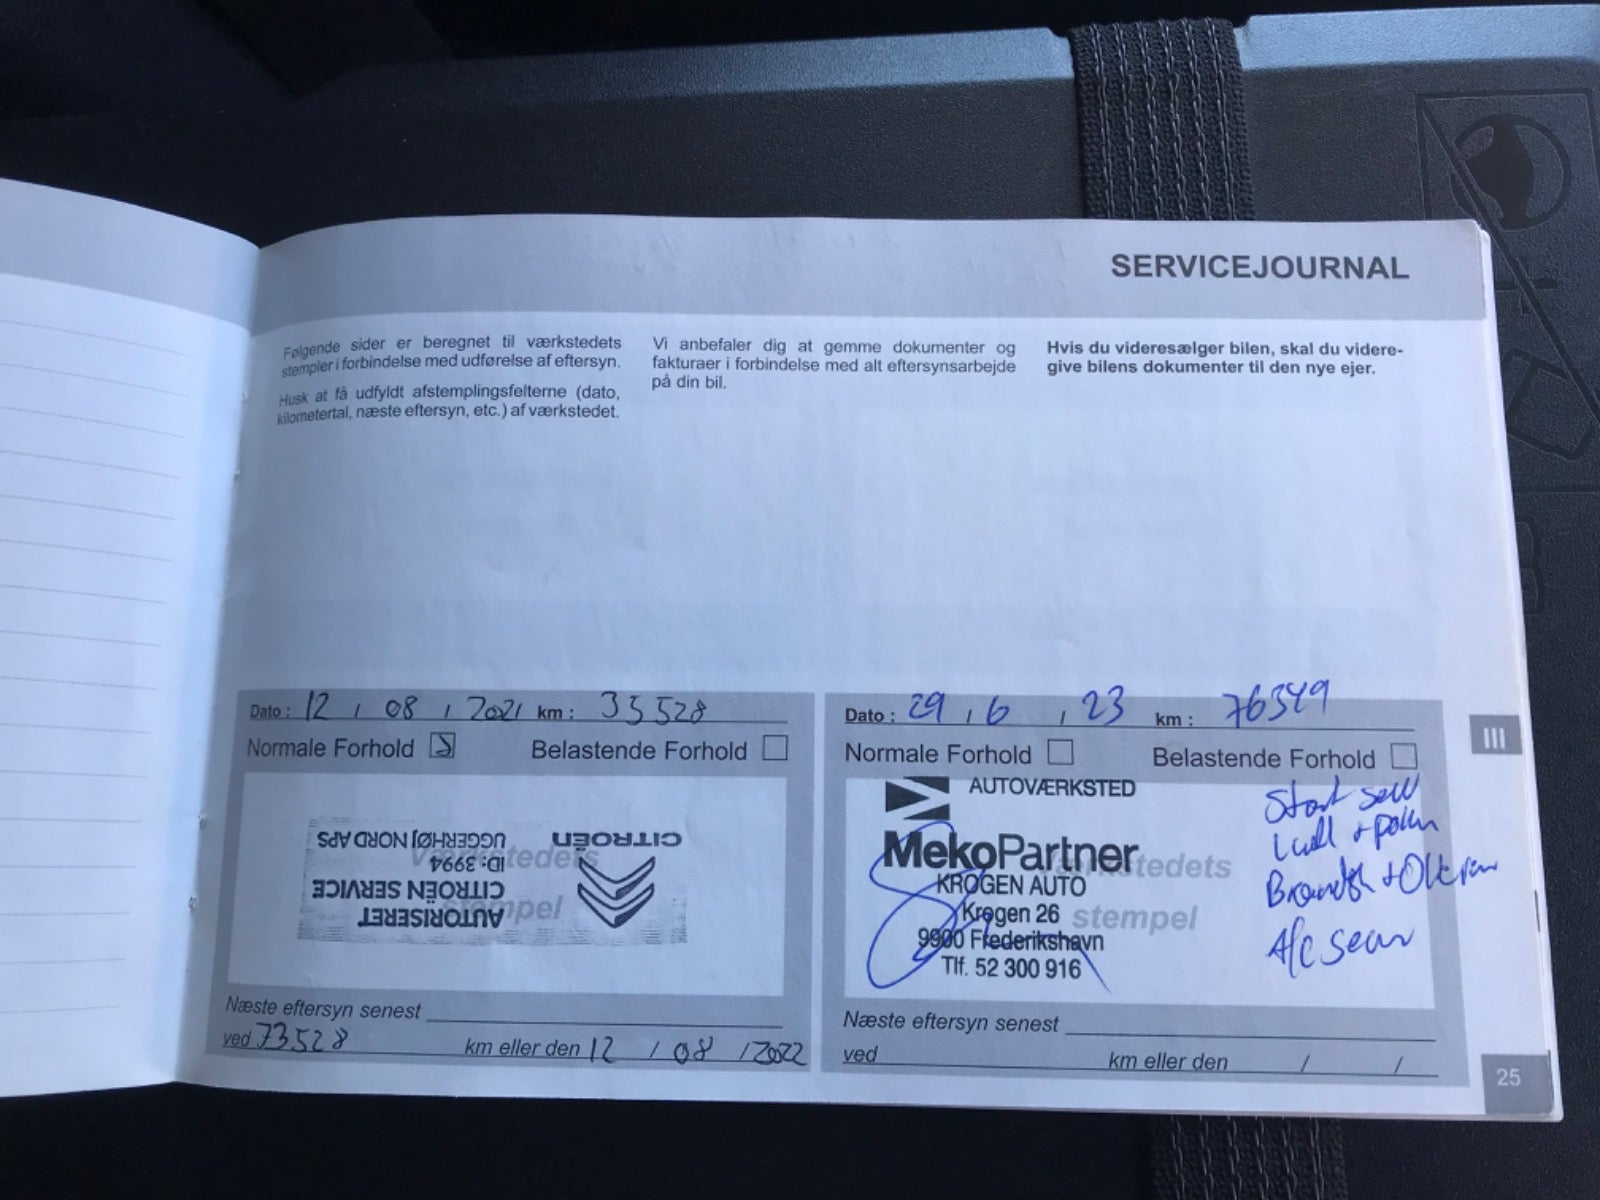 SERVICEJOURNAL
Følgende sider er beregnet til værkstedets
stempler i forbindelse med udførelse af eftersyn.
Husk at få udfyldt afstemplingsfelterne (dato,
kilometertal, næste eftersyn, etc.) af værkstedet.
Vi anbefaler dig at gemme dokumenter og
fakturaer i forbindelse med alt eftersynsarbejde
på din bil.
Hvis du videresælger bilen, skal du videre-
give bilens dokumenter til den nye ejer.
Dato : 12 / 08 / 2021 km : 35528
Normale Forhold Belastende Forhold
Værkstedets
stempel
AUTORISERET
CITROËN SERVICE
ID: 3994
UGGERHØJ NORD APS
CITROËN
Næste eftersyn senest
ved 73528 km eller den 12 / 08 / 2022
Dato : 29 / 6 / 23 km : 76349
Normale Forhold Belastende Forhold
AUTOVÆRKSTED
MekoPartner
KROGEN AUTO
Krogen 26
9900 Frederikshavn
Tlf. 52 300 916
Værkstedets
stempel
A/c
Næste eftersyn senest
ved km eller den / /
III
25